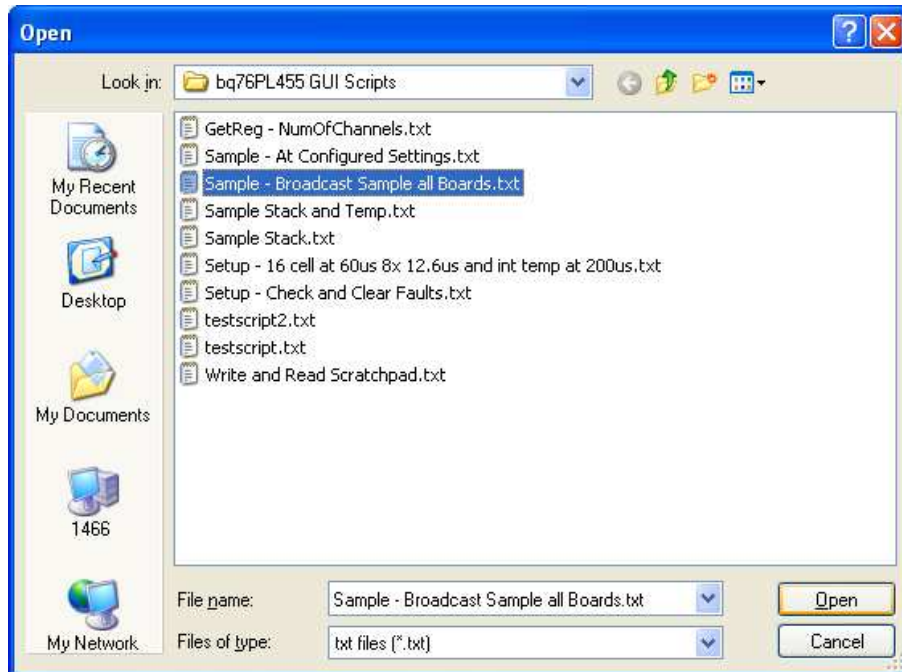 Open
Look in:
bq76PL455 GUI Scripts
My Recent
Documents
Desktop
My Documents
1466
My Network
GetReg - NumOfChannels.txt
Sample - At Configured Settings.txt
Sample - Broadcast Sample all Boards.txt
Sample Stack and Temp.txt
Sample Stack.txt
Setup - 16 cell at 60us 8x 12.6us and int temp at 200us.txt
Setup - Check and Clear Faults.txt
testscript2.txt
testscript.txt
Write and Read Scratchpad.txt
File name:
Sample - Broadcast Sample all Boards.txt
Open
Files of type:
txt files (*.txt)
Cancel